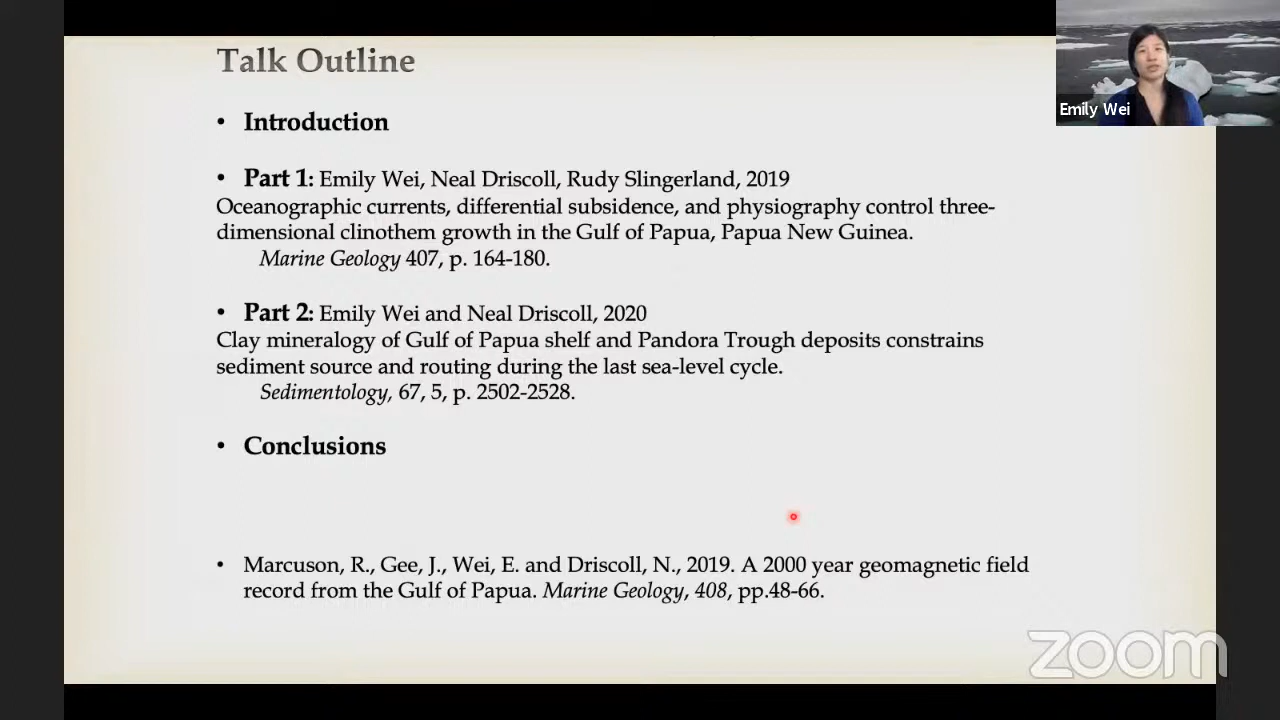 Talk Outline
• Introduction
• Part 1: Emily Wei, Neal Driscoll, Rudy Slingerland, 2019
Oceanographic currents, differential subsidence, and physiography control three-
dimensional clinothem growth in the Gulf of Papua, Papua New Guinea.
Marine Geology 407, p. 164-180.
• Part 2: Emily Wei and Neal Driscoll, 2020
Clay mineralogy of Gulf of Papua shelf and Pandora Trough deposits constrains
sediment source and routing during the last sea-level cycle.
Sedimentology, 67, 5, p. 2502-2528.
• Conclusions
• Marcuson, R., Gee, J., Wei, E. and Driscoll, N., 2019. A 2000 year geomagnetic field
record from the Gulf of Papua. Marine Geology, 408, pp.48-66.
Emily Wei
zoom